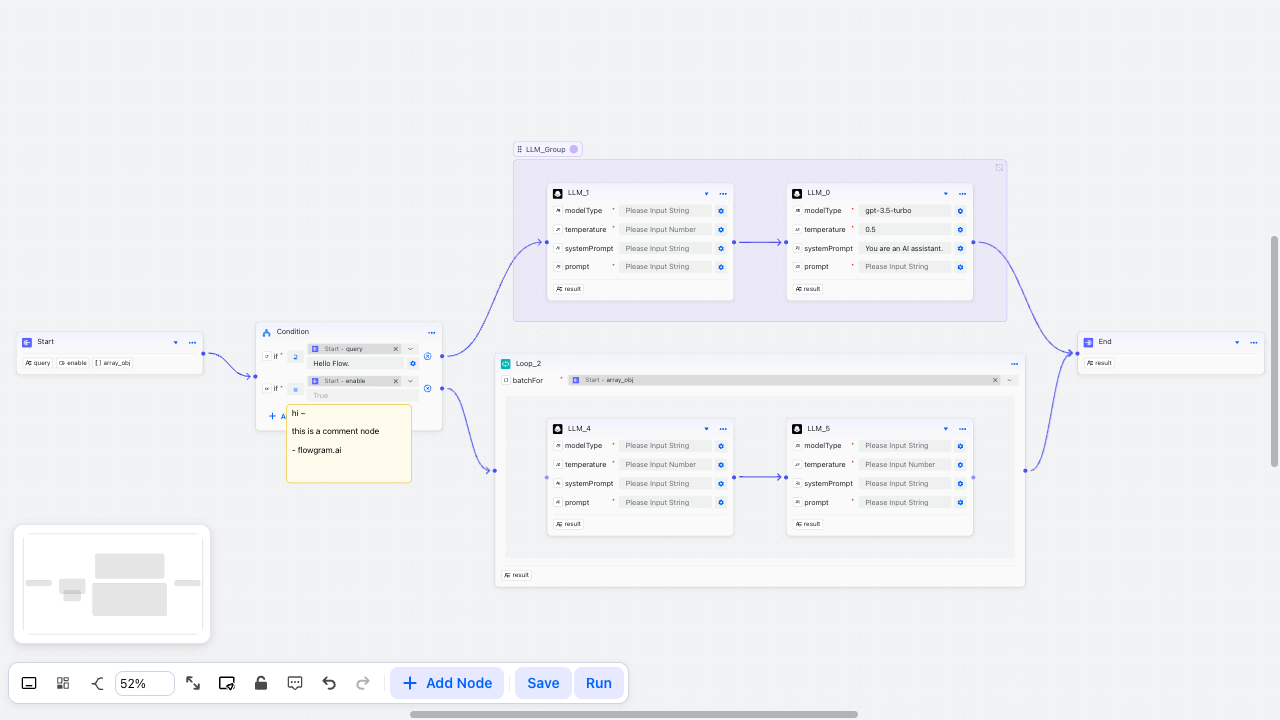 LLM_Group
LLM_1
modelType * Please Input String
temperature * Please Input Number
systemPrompt Please Input String
prompt * Please Input String
result
LLM_0
modelType * gpt-3.5-turbo
temperature * 0.5
systemPrompt You are an AI assistant.
prompt * Please Input String
result
Start
query enable array_obj
Condition
if * Start - query
Hello Flow.
if * Start - enable
True
hi ~
this is a comment node
- flowgram.ai
Loop_2
batchFor * Start - array_obj
LLM_4
modelType * Please Input String
temperature * Please Input Number
systemPrompt Please Input String
prompt * Please Input String
result
LLM_5
modelType * Please Input String
temperature * Please Input Number
systemPrompt Please Input String
prompt * Please Input String
result
result
End
result
52%
Add Node
Save
Run